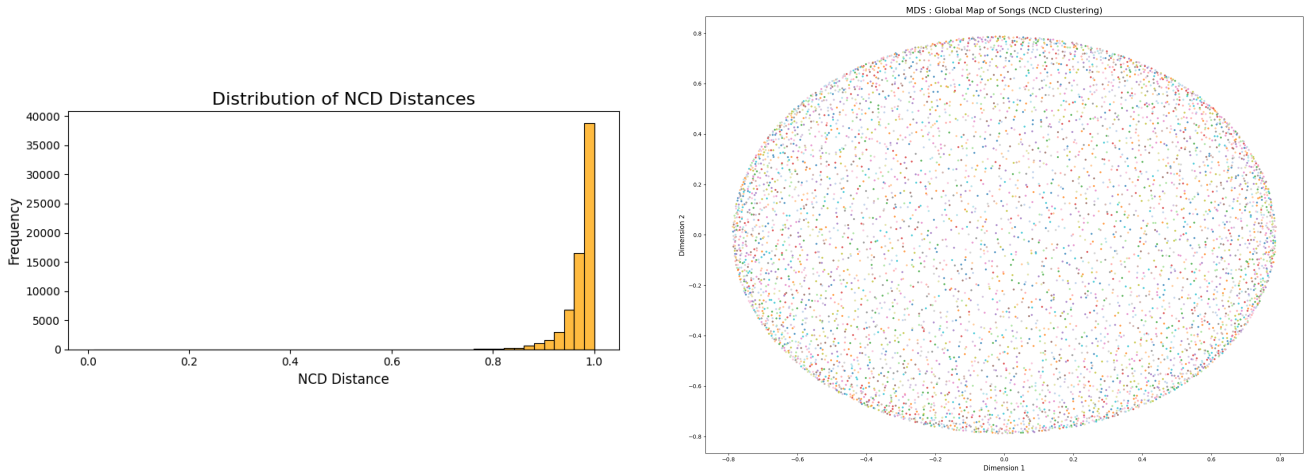 Distribution of NCD Distances
40000
35000
30000
25000
20000
15000
10000
5000
0
Frequency
0.0 0.2 0.4 0.6 0.8 1.0
NCD Distance
MDS : Global Map of Songs (NCD Clustering)
0.8
0.6
0.4
0.2
0.0
−0.2
−0.4
−0.6
−0.8
Dimension 2
−0.8 −0.6 −0.4 −0.2 0.0 0.2 0.4 0.6 0.8
Dimension 1